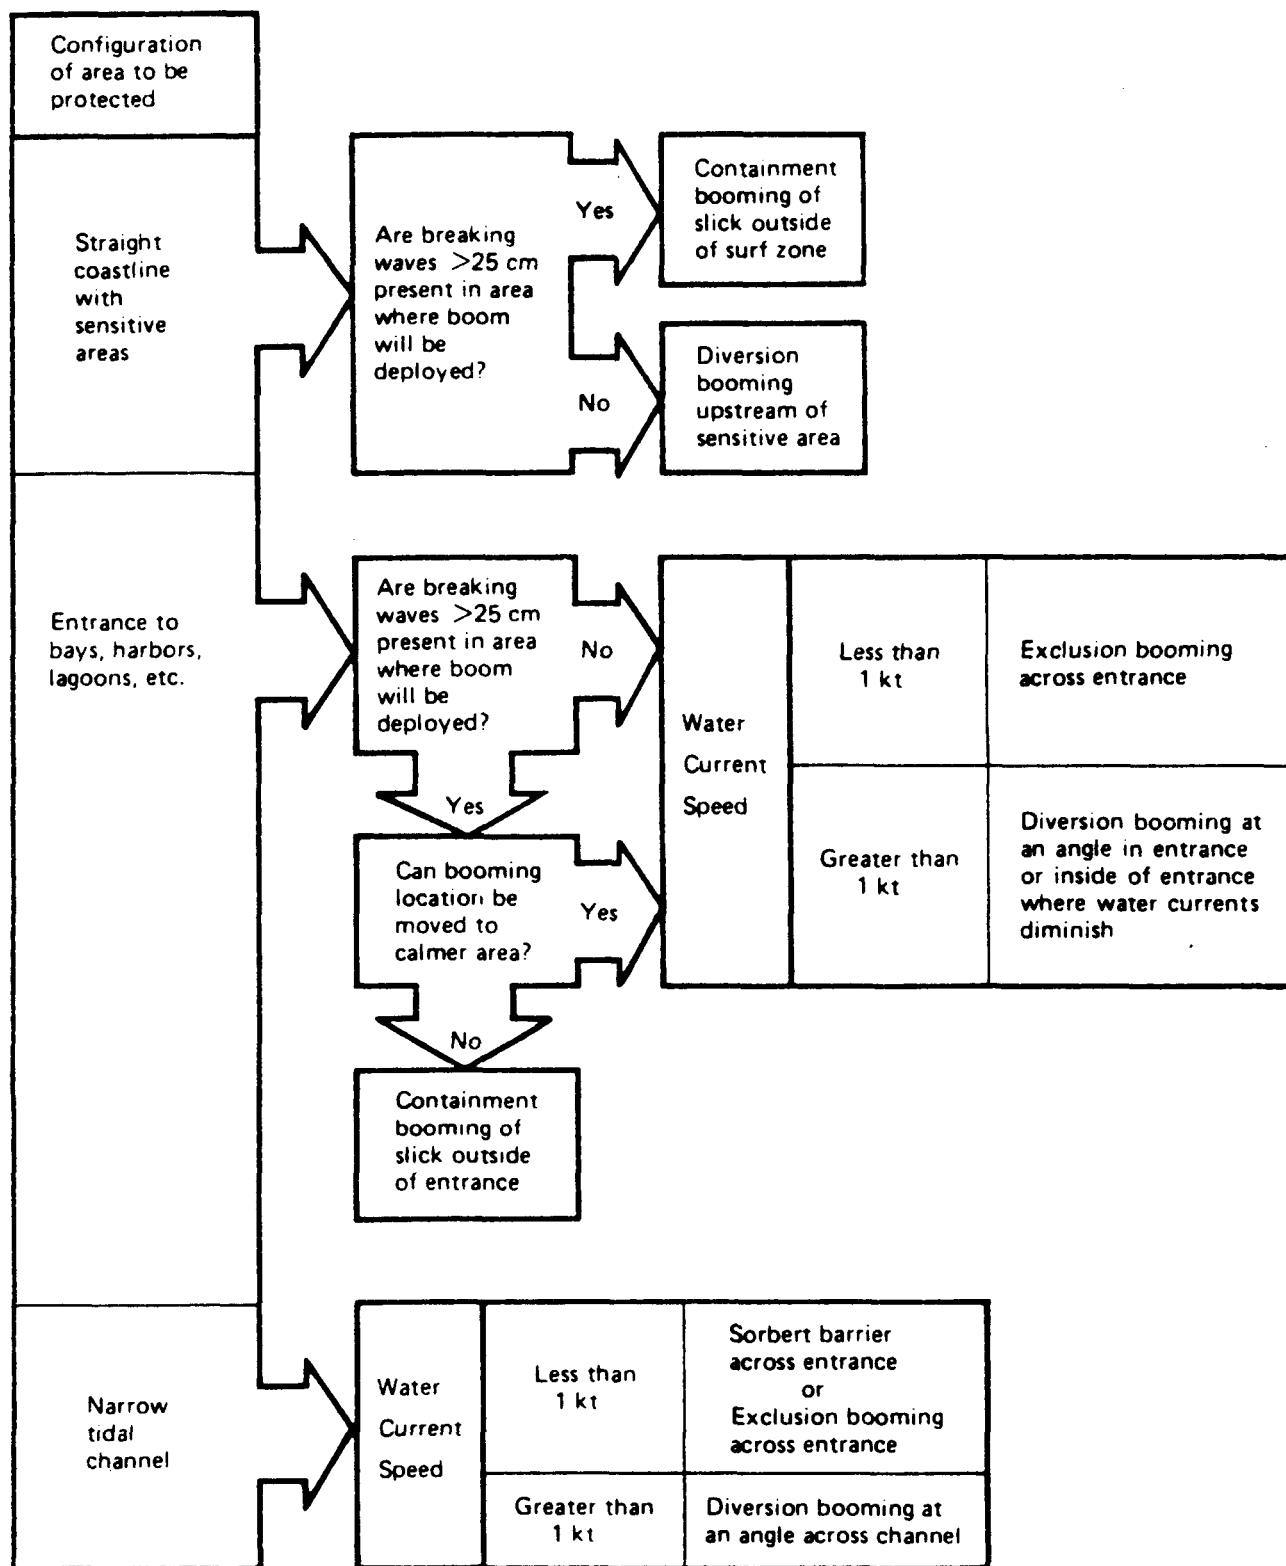 Configuration
of area to be
protected
Straight
coastline
with
sensitive
areas
Are breaking
waves >25 cm
present in area
where boom
will be
deployed?
Yes
Containment
booming of
slick outside
of surf zone
No
Diversion
booming
upstream of
sensitive area
Entrance to
bays, harbors,
lagoons, etc.
Are breaking
waves >25 cm
present in area
where boom
will be
deployed?
No
Water
Current
Speed
Less than
1 kt
Exclusion booming
across entrance
Greater than
1 kt
Diversion booming at
an angle in entrance
or inside of entrance
where water currents
diminish
Yes
Can booming
location be
moved to
calmer area?
Yes
No
Containment
booming of
slick outside
of entrance
Narrow
tidal
channel
Water
Current
Speed
Less than
1 kt
Sorbert barrier
across entrance
or
Exclusion booming
across entrance
Greater than
1 kt
Diversion booming at
an angle across channel